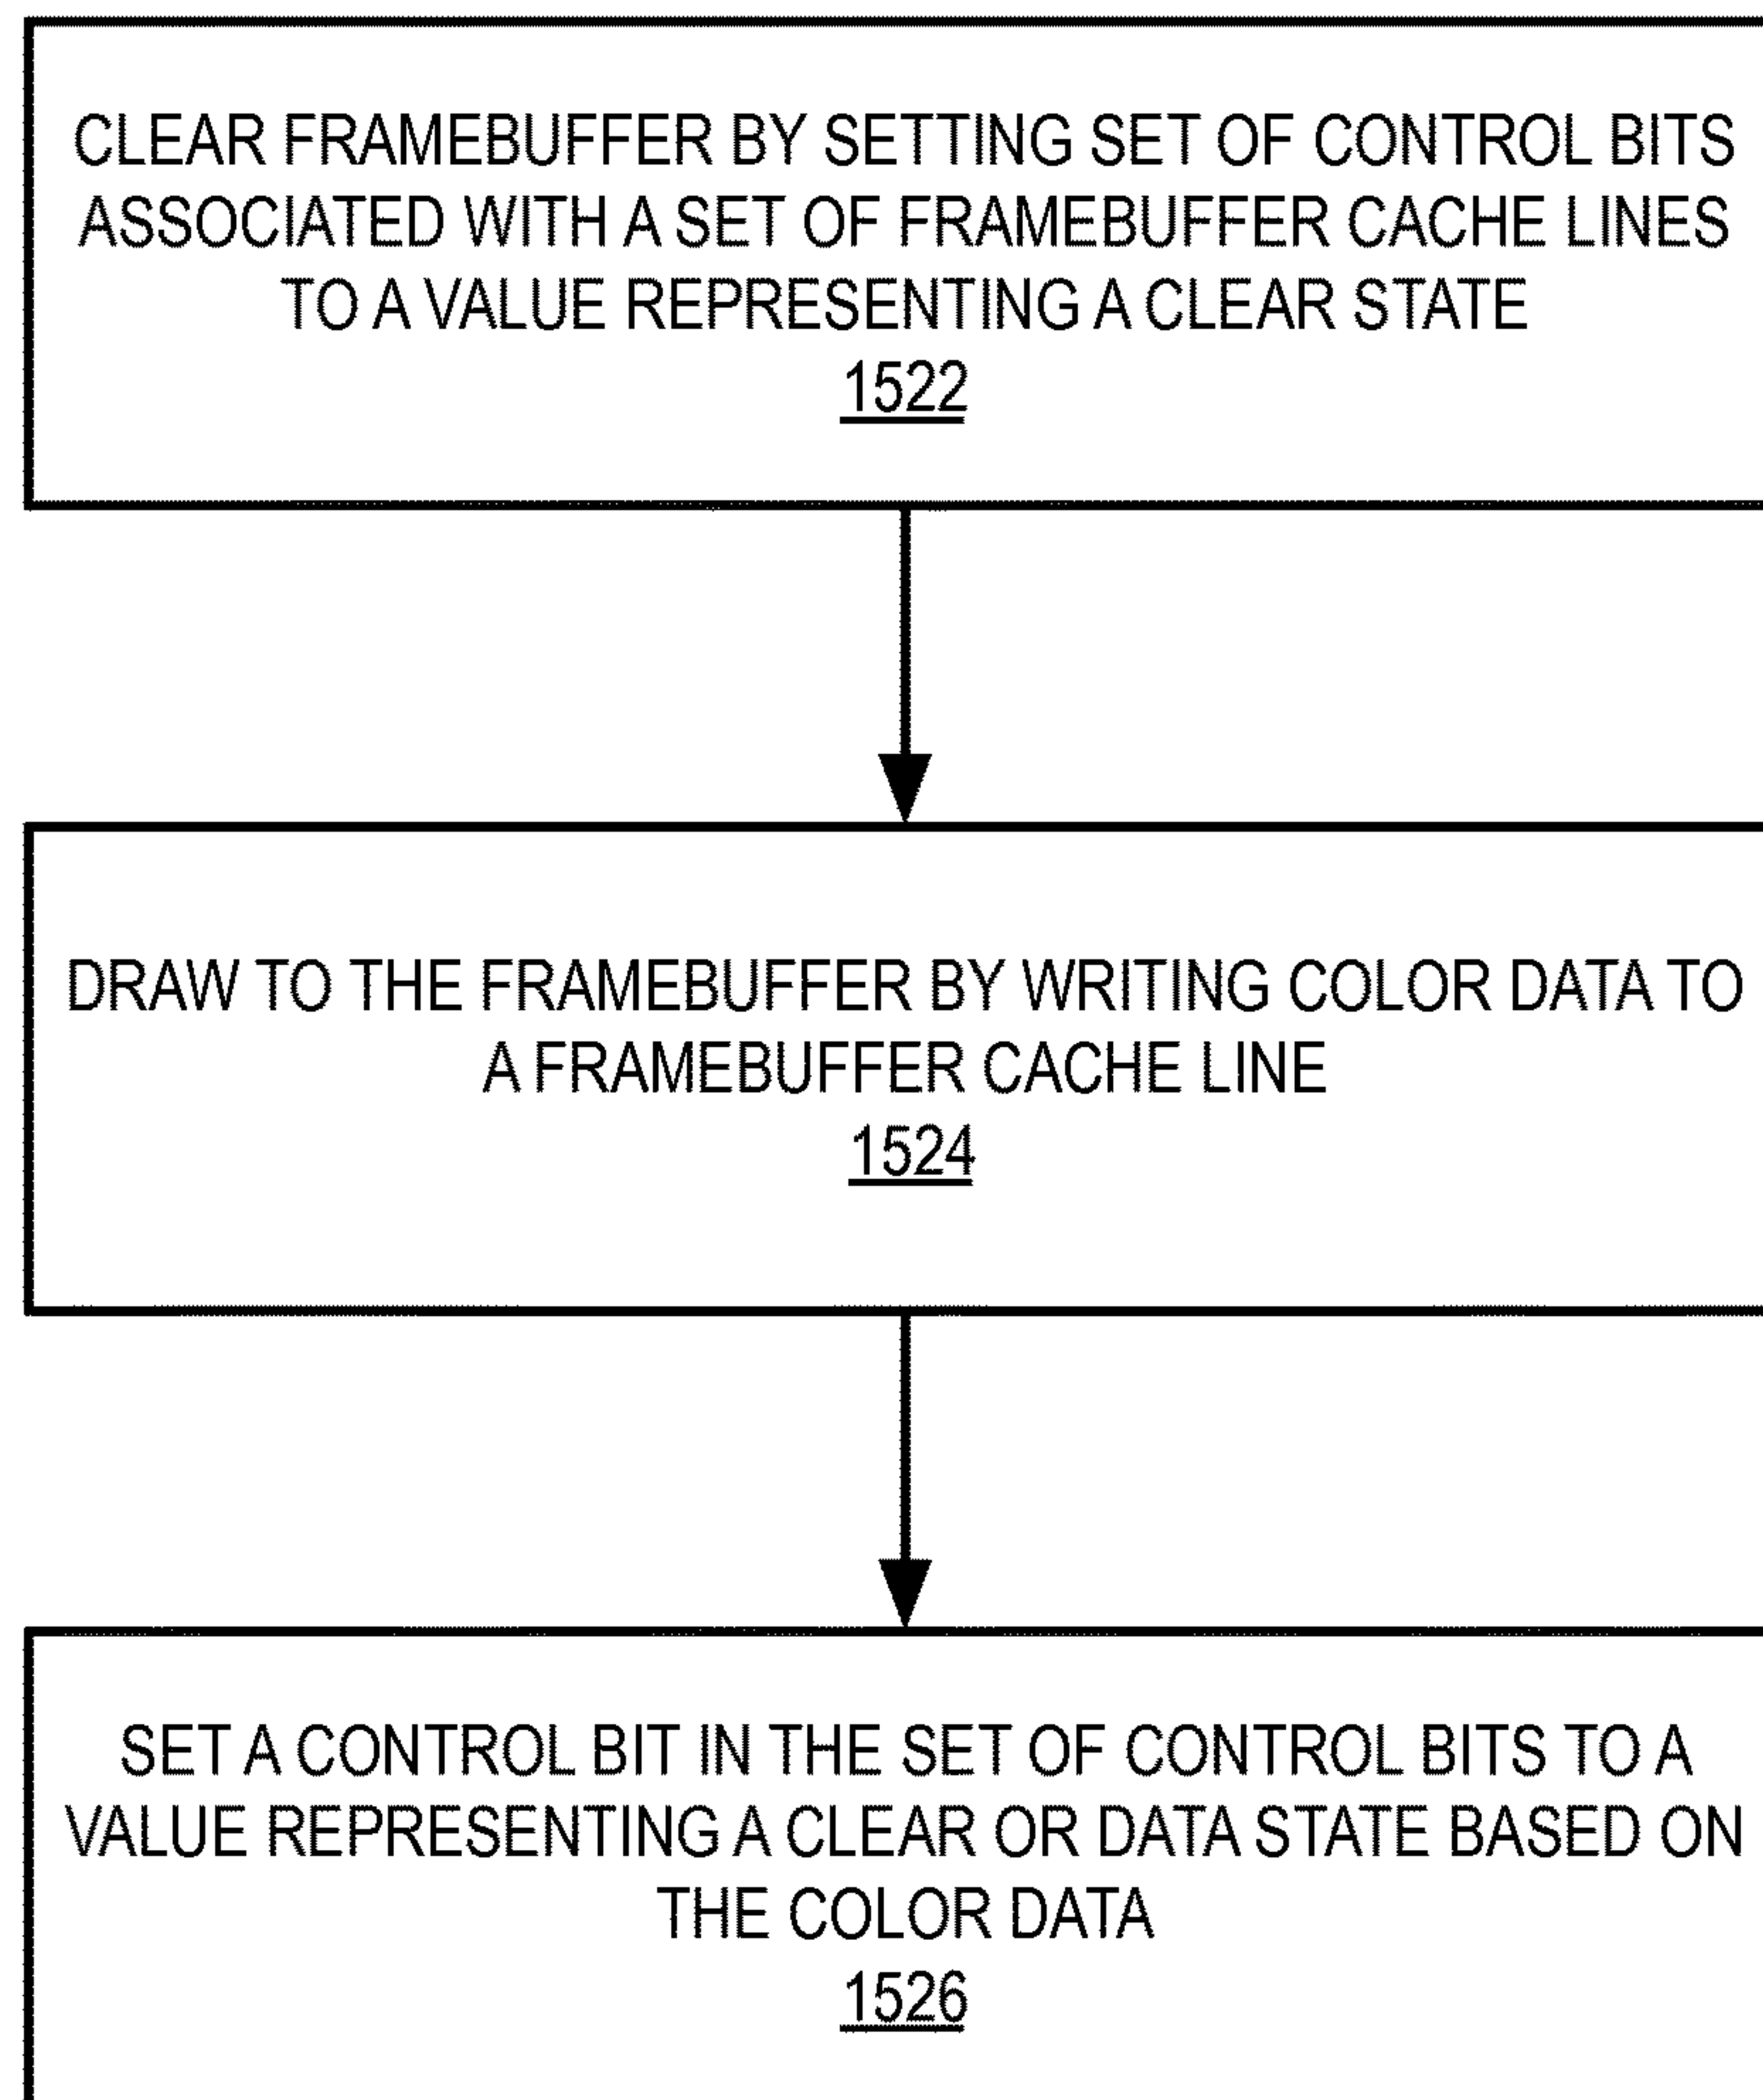 CLEAR FRAMEBUFFER BY SETTING SET OF CONTROL BITS
ASSOCIATED WITH A SET OF FRAMEBUFFER CACHE LINES
TO A VALUE REPRESENTING A CLEAR STATE
1522
DRAW TO THE FRAMEBUFFER BY WRITING COLOR DATA TO
A FRAMEBUFFER CACHE LINE
1524
SET A CONTROL BIT IN THE SET OF CONTROL BITS TO A
VALUE REPRESENTING A CLEAR OR DATA STATE BASED ON
THE COLOR DATA
1526